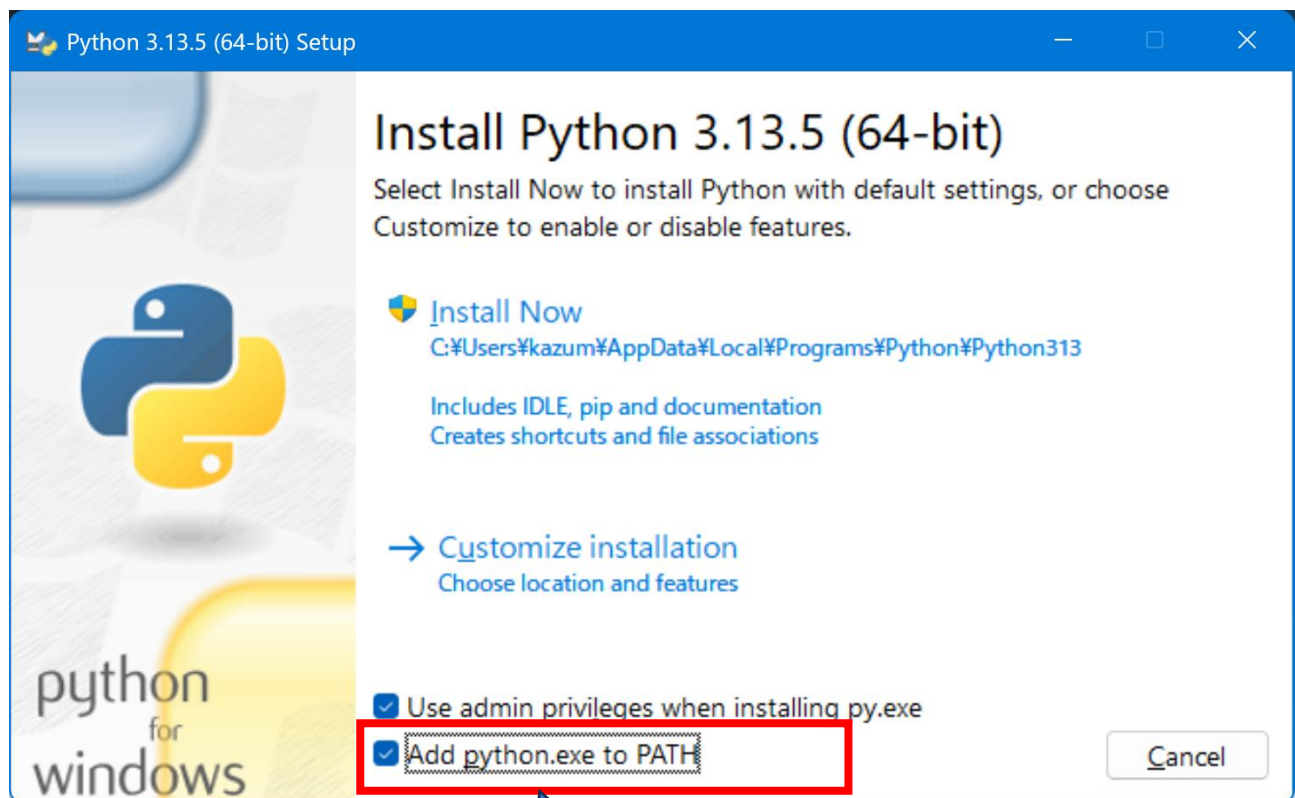 Python 3.13.5 (64-bit) Setup
Install Python 3.13.5 (64-bit)
Select Install Now to install Python with default settings, or choose
Customize to enable or disable features.
Install Now
C:¥Users¥kazum¥AppData¥Local¥Programs¥Python¥Python313
Includes IDLE, pip and documentation
Creates shortcuts and file associations
Customize installation
Choose location and features
python
for
windows
Use admin privileges when installing py.exe
Add python.exe to PATH
Cancel